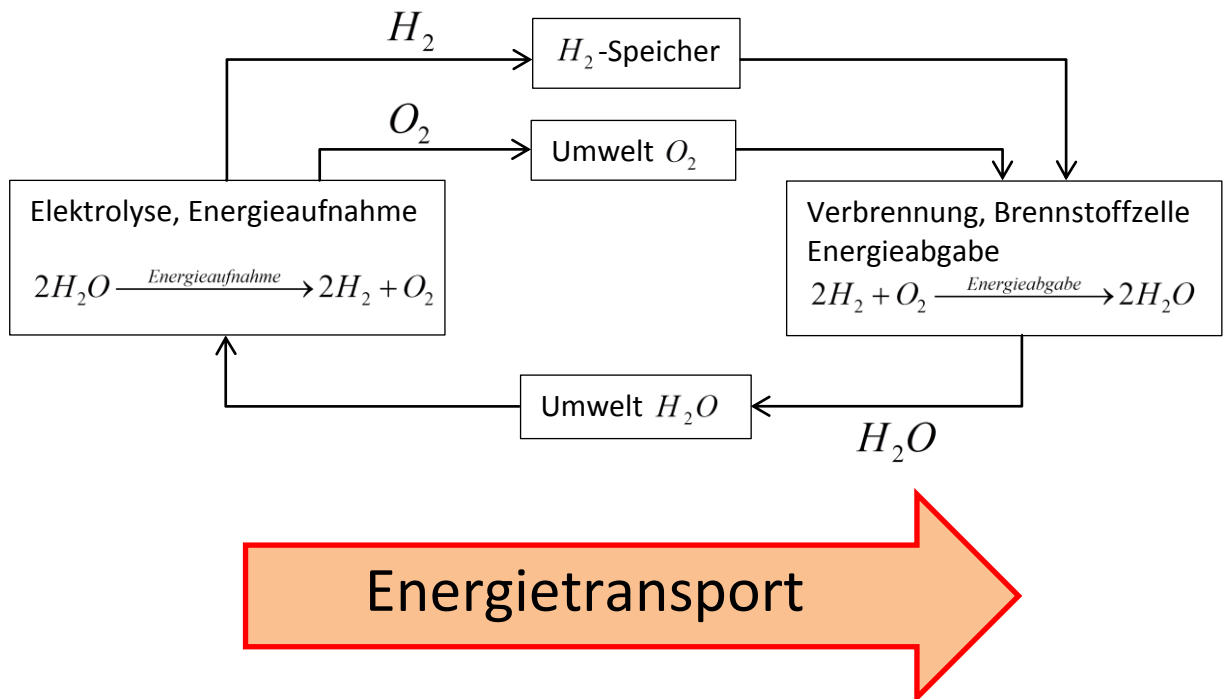 H₂
H₂-Speicher
O₂
Umwelt O₂
Elektrolyse, Energieaufnahme
2H₂O Energieaufnahme→ 2H₂ + O₂
Verbrennung, Brennstoffzelle
Energieabgabe
2H₂ + O₂ Energieabgabe→ 2H₂O
Umwelt H₂O
H₂O
Energietransport